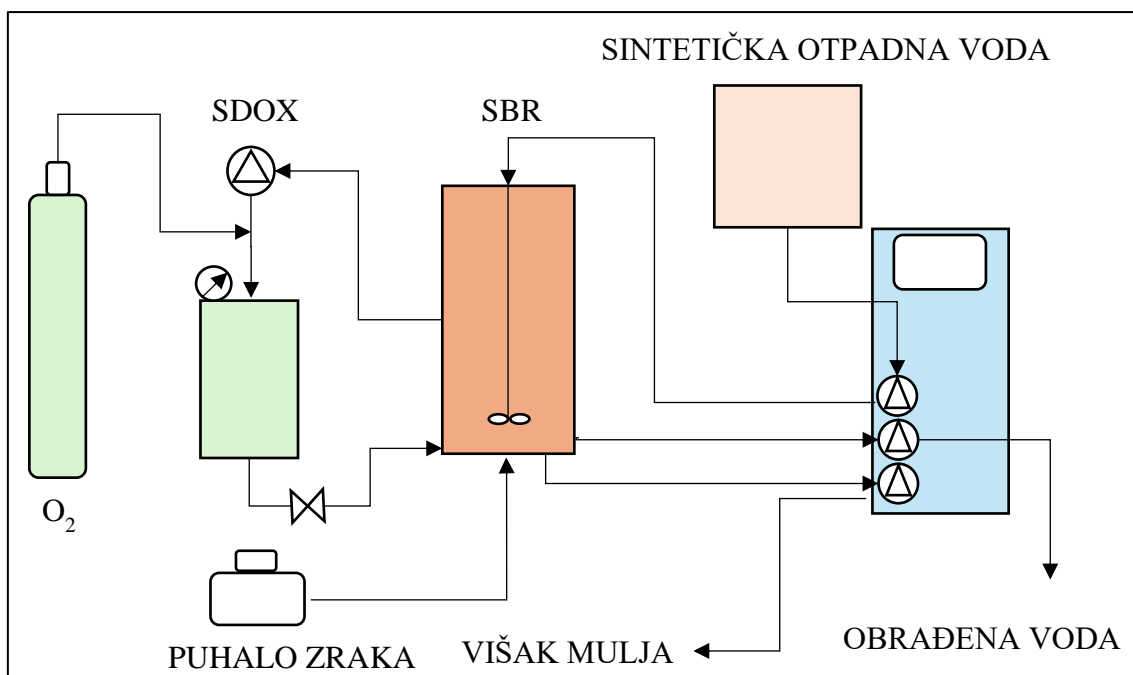 SINTETIČKA OTPADNA VODA
SDOX
SBR
O₂
PUHALO ZRAKA
VIŠAK MULJA
OBRAĐENA VODA